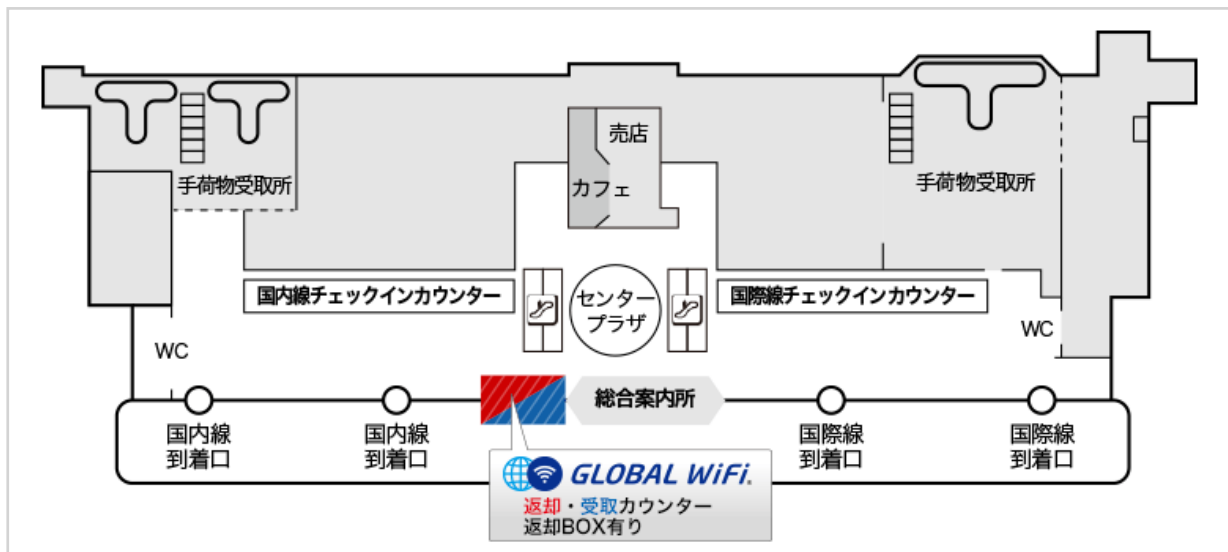 売店
カフェ
手荷物受取所
手荷物受取所
国内線チェックインカウンター
センター
プラザ
国際線チェックインカウンター
WC
WC
総合案内所
国内線
到着口
国内線
到着口
国際線
到着口
国際線
到着口
GLOBAL WiFi.
返却・受取カウンター
返却BOX有り